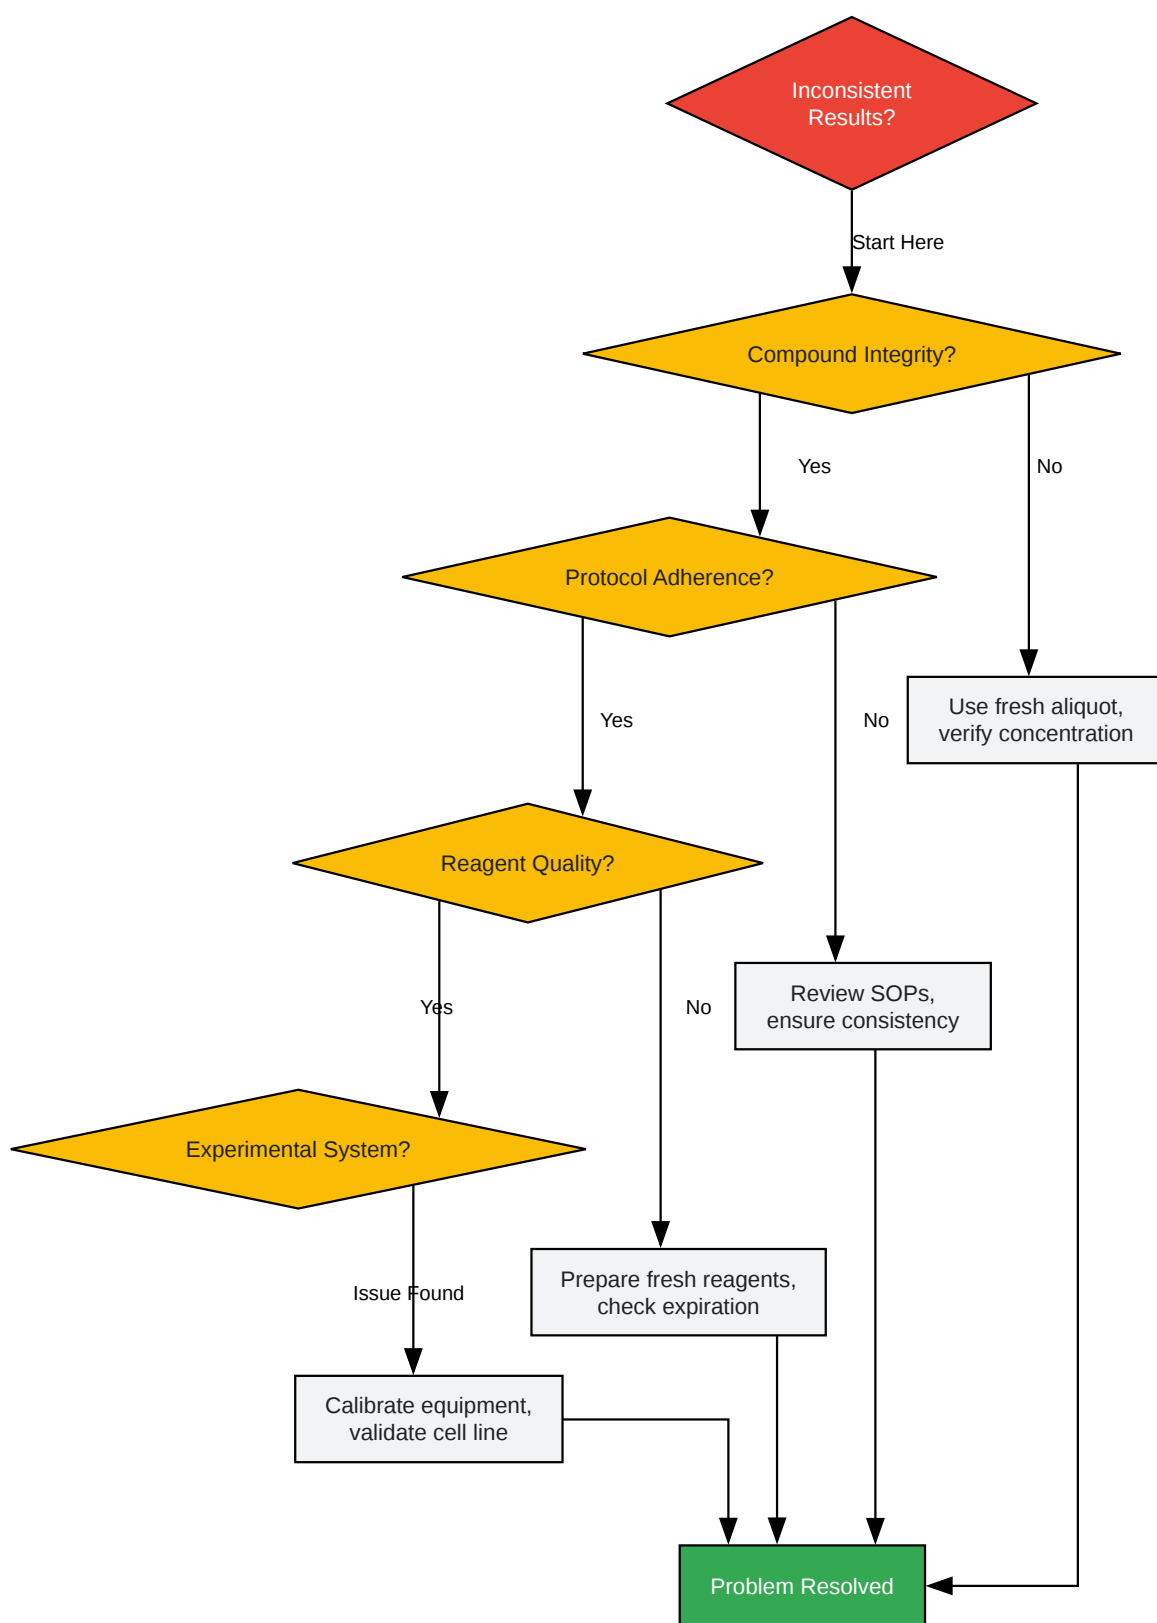 Inconsistent
Results?
Start Here
Compound Integrity?
Yes
No
Protocol Adherence?
Use fresh aliquot,
verify concentration
Yes
No
Reagent Quality?
Review SOPs,
ensure consistency
Yes
No
Experimental System?
Prepare fresh reagents,
check expiration
Issue Found
Calibrate equipment,
validate cell line
Problem Resolved